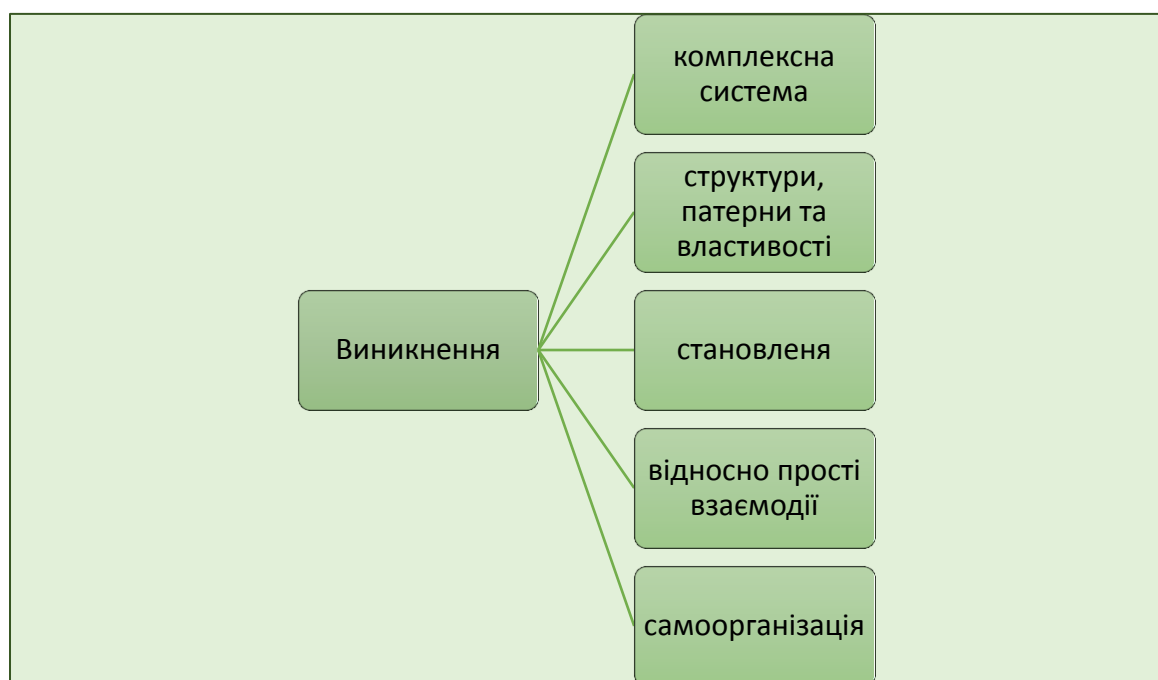 комплексна
система
структури,
патерни та
властивості
Виникнення
становленя
відносно прості
взаємодії
самоорганізація